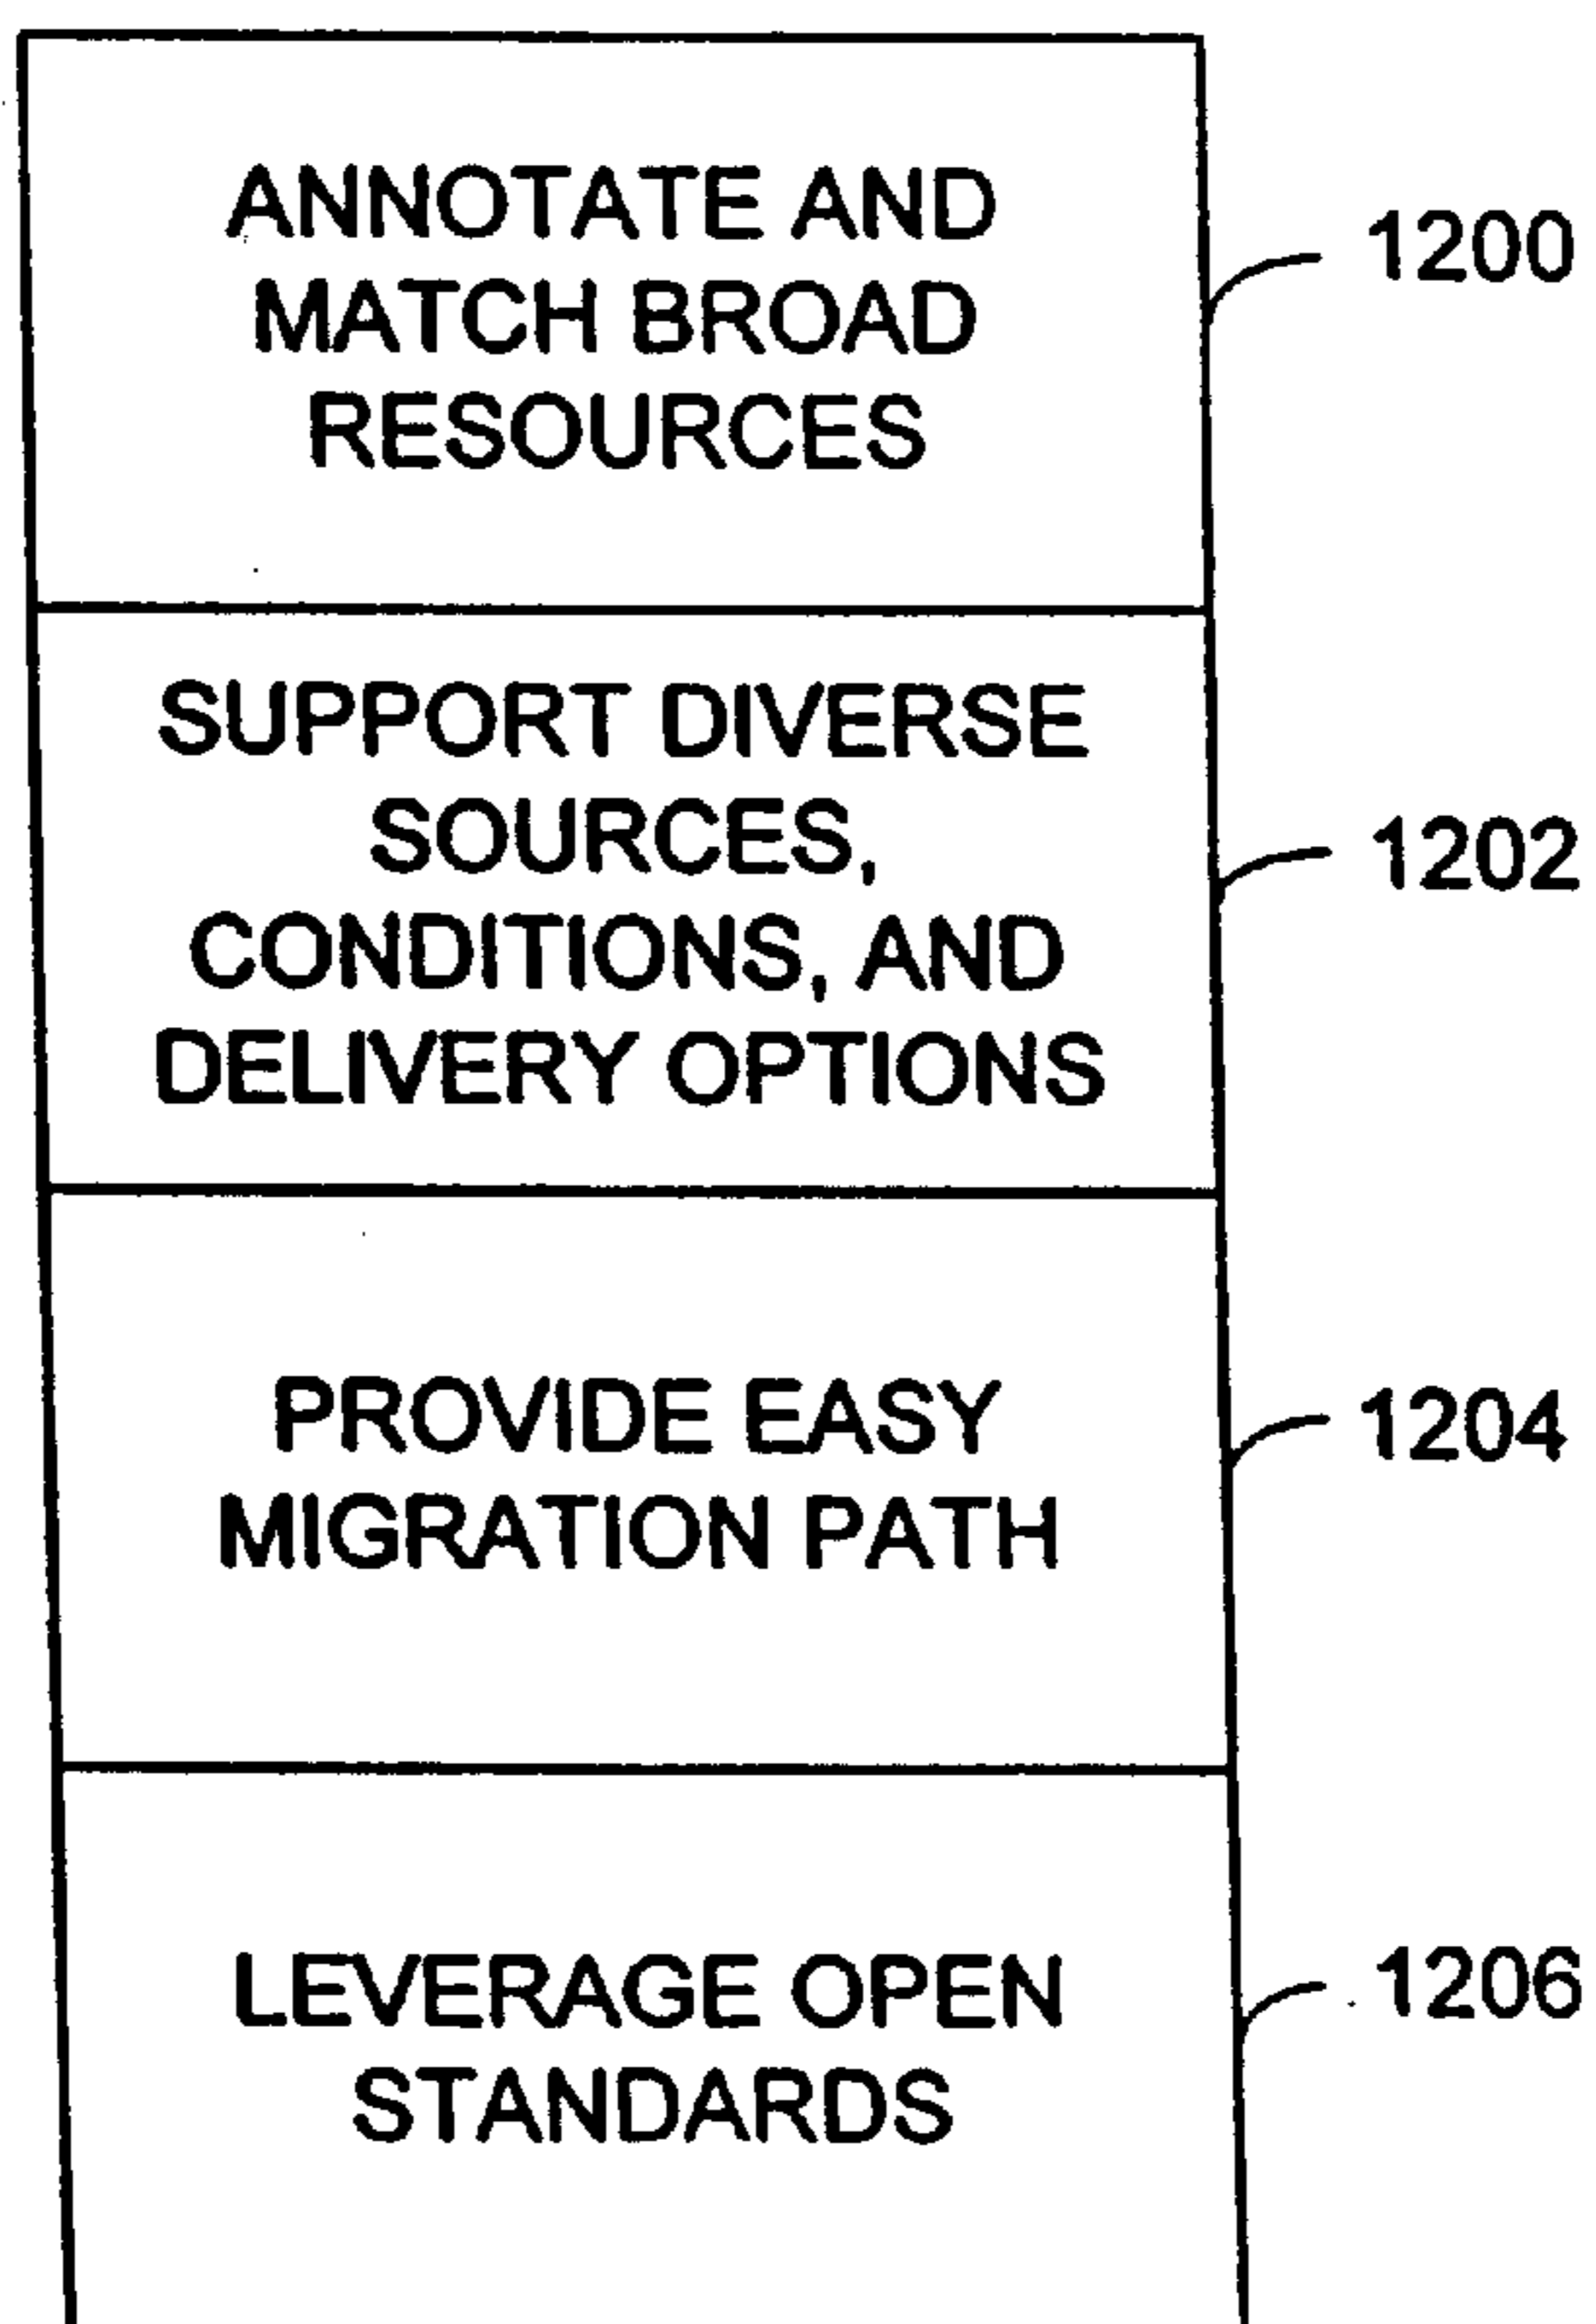 ANNOTATE AND
MATCH BROAD
RESOURCES
1200
SUPPORT DIVERSE
SOURCES,
CONDITIONS, AND
DELIVERY OPTIONS
1202
PROVIDE EASY
MIGRATION PATH
1204
LEVERAGE OPEN
STANDARDS
1206